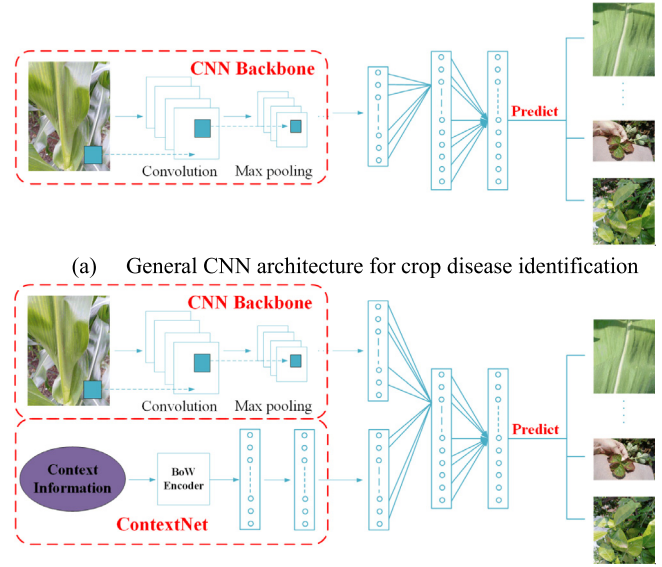 CNN Backbone
Convolution Max pooling
Predict
(a) General CNN architecture for crop disease identification
CNN Backbone
Convolution Max pooling
Predict
Context
Information
BoW
Encoder
ContextNet